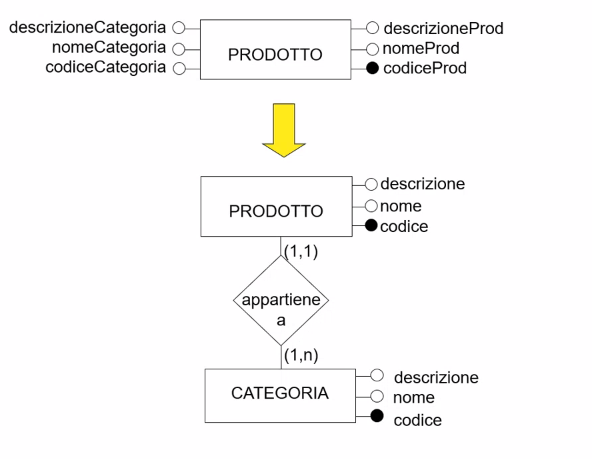 descrizioneCategoria
nomeCategoria
codiceCategoria
PRODOTTO
descrizioneProd
nomeProd
codiceProd
PRODOTTO
descrizione
nome
codice
(1,1)
appartiene
a
(1,n)
CATEGORIA
descrizione
nome
codice